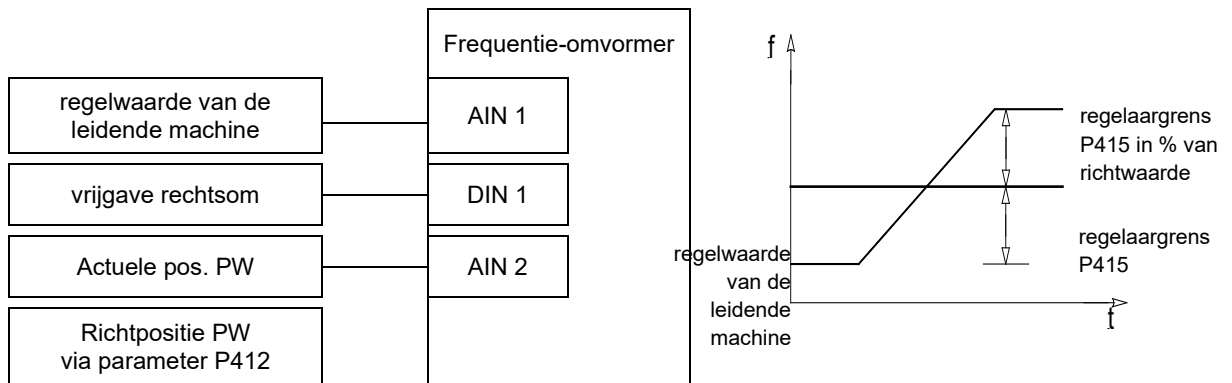 Frequentie-omvormer
regelwaarde van de
leidende machine
AIN 1
vrijgave rechtsom
DIN 1
Actuele pos. PW
AIN 2
Richtpositie PW
via parameter P412
f
regelaargrens
P415 in % van
richtwaarde
regelaargrens
P415
regelwaarde
van de
leidende
machine
t